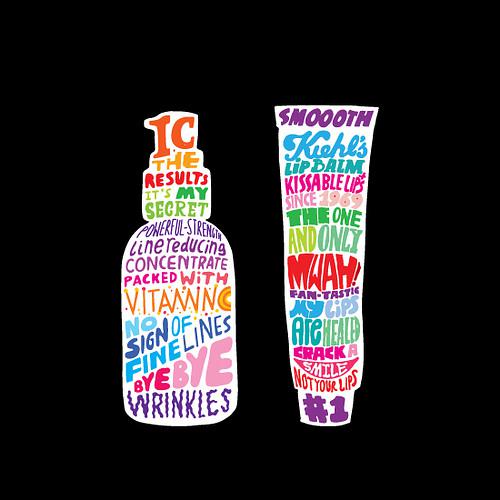 1C
THE
RESULTS
IT'S MY
SECRET
POWERFUL-STRENGTH
Line reducing
CONCENTRATE
PACKED WiTH
VITAMIN C
NO
SIGN OF
FINE LINES
BYE BYE
WRINKLES
SMOOOTH
Kiehl's
LiP BALM
KISSABLE LIPS
SINCE 1969
THE ONE
AND ONLY
MWAH!
FAN-TASTIC
MY LiPS
ARE HEALED
CRACK A
SMILE
NOT YOUR LIPS
#1